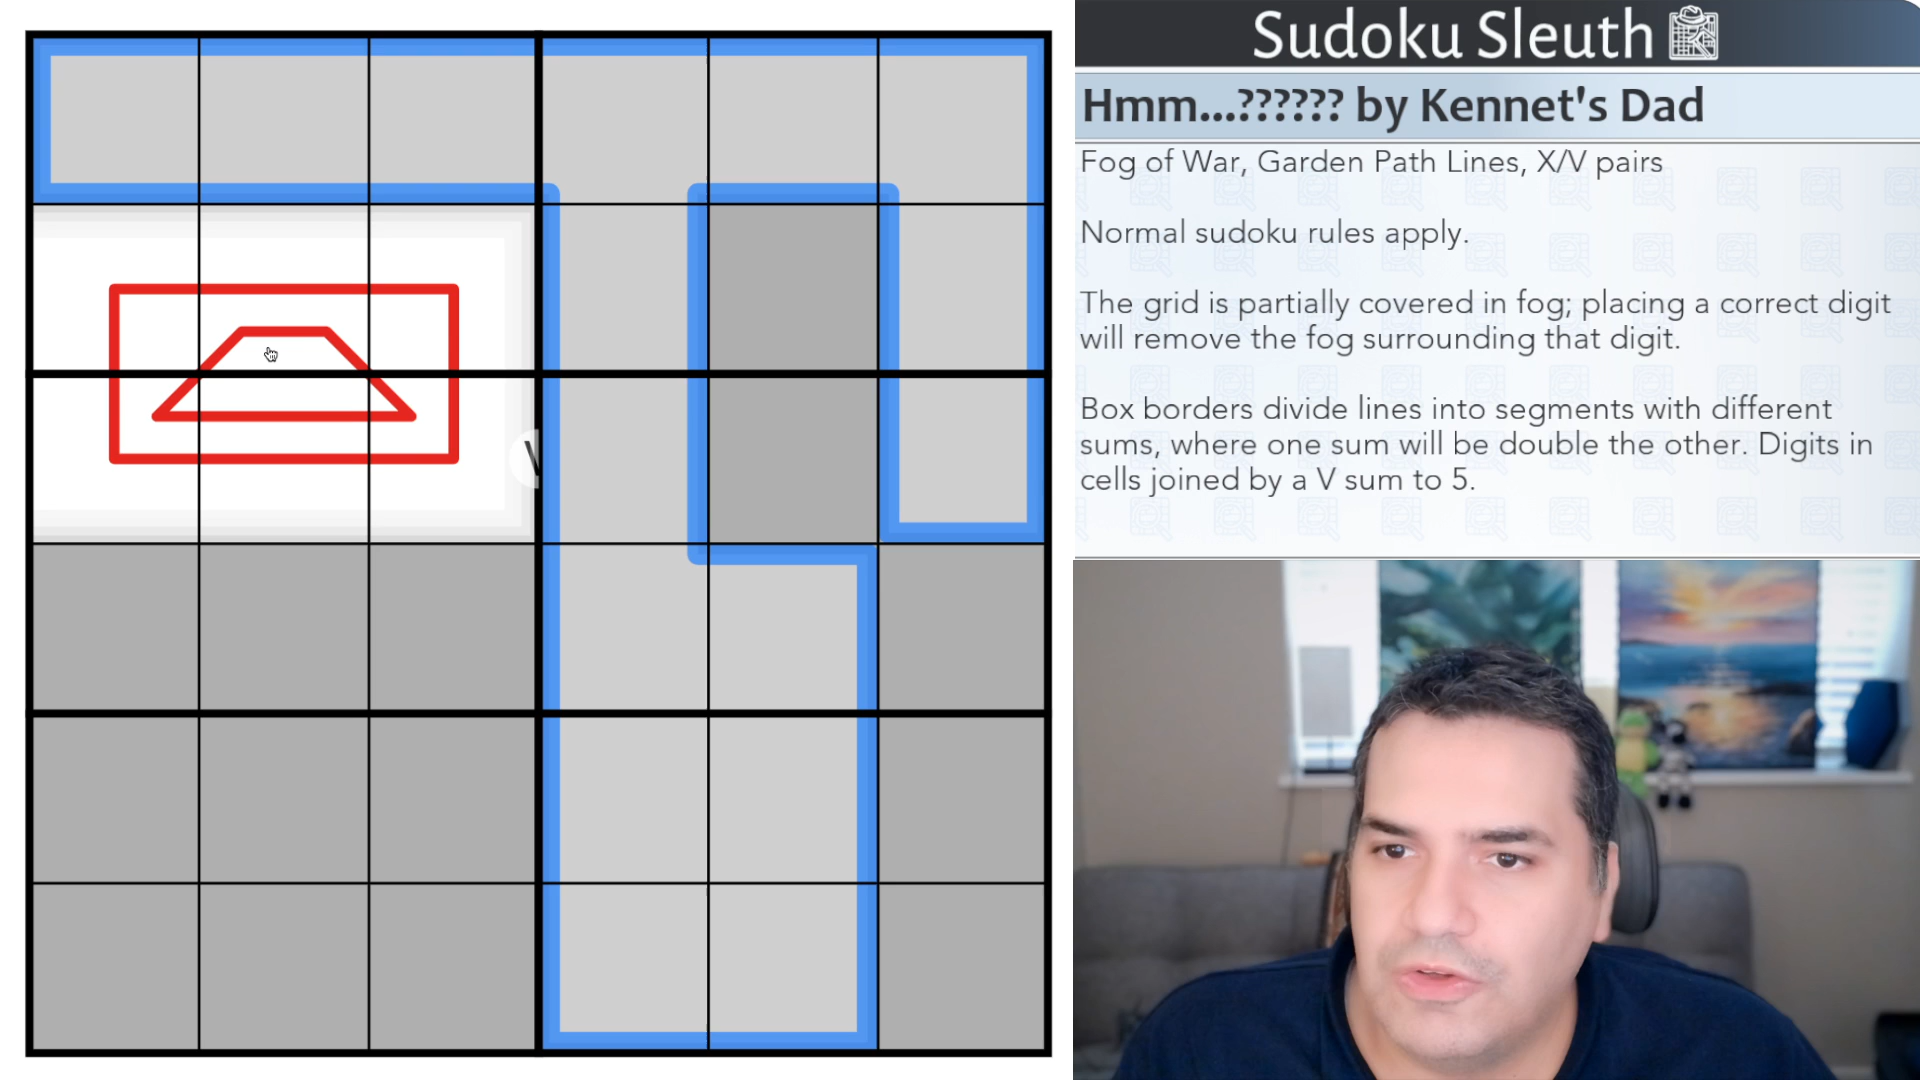 Sudoku Sleuth
Hmm...?????? by Kennet's Dad
Fog of War, Garden Path Lines, X/V pairs
Normal sudoku rules apply.
The grid is partially covered in fog; placing a correct digit
will remove the fog surrounding that digit.
Box borders divide lines into segments with different
sums, where one sum will be double the other. Digits in
cells joined by a V sum to 5.